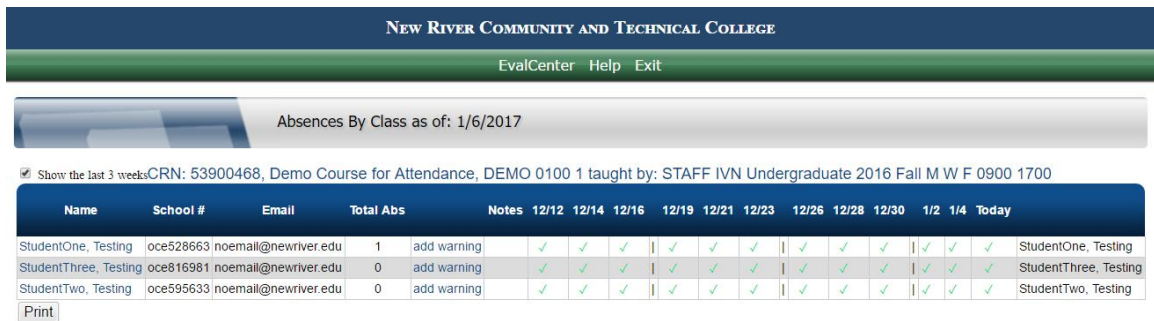 NEW RIVER COMMUNITY AND TECHNICAL COLLEGE
EvalCenter Help Exit
Absences By Class as of: 1/6/2017
Show the last 3 weeksCRN: 53900468, Demo Course for Attendance, DEMO 0100 1 taught by: STAFF IVN Undergraduate 2016 Fall M W F 0900 1700
Name School # Email Total Abs Notes 12/12 12/14 12/16 12/19 12/21 12/23 12/26 12/28 12/30 1/2 1/4 Today
StudentOne, Testing oce528663 noemail@newriver.edu 1 add warning ✓ ✓ ✓ | ✓ ✓ ✓ | ✓ ✓ ✓ | ✓ ✓ ✓ StudentOne, Testing
StudentThree, Testing oce816981 noemail@newriver.edu 0 add warning ✓ ✓ ✓ | ✓ ✓ ✓ | ✓ ✓ ✓ | ✓ ✓ ✓ StudentThree, Testing
StudentTwo, Testing oce595633 noemail@newriver.edu 0 add warning ✓ ✓ ✓ | ✓ ✓ ✓ | ✓ ✓ ✓ | ✓ ✓ ✓ StudentTwo, Testing
Print